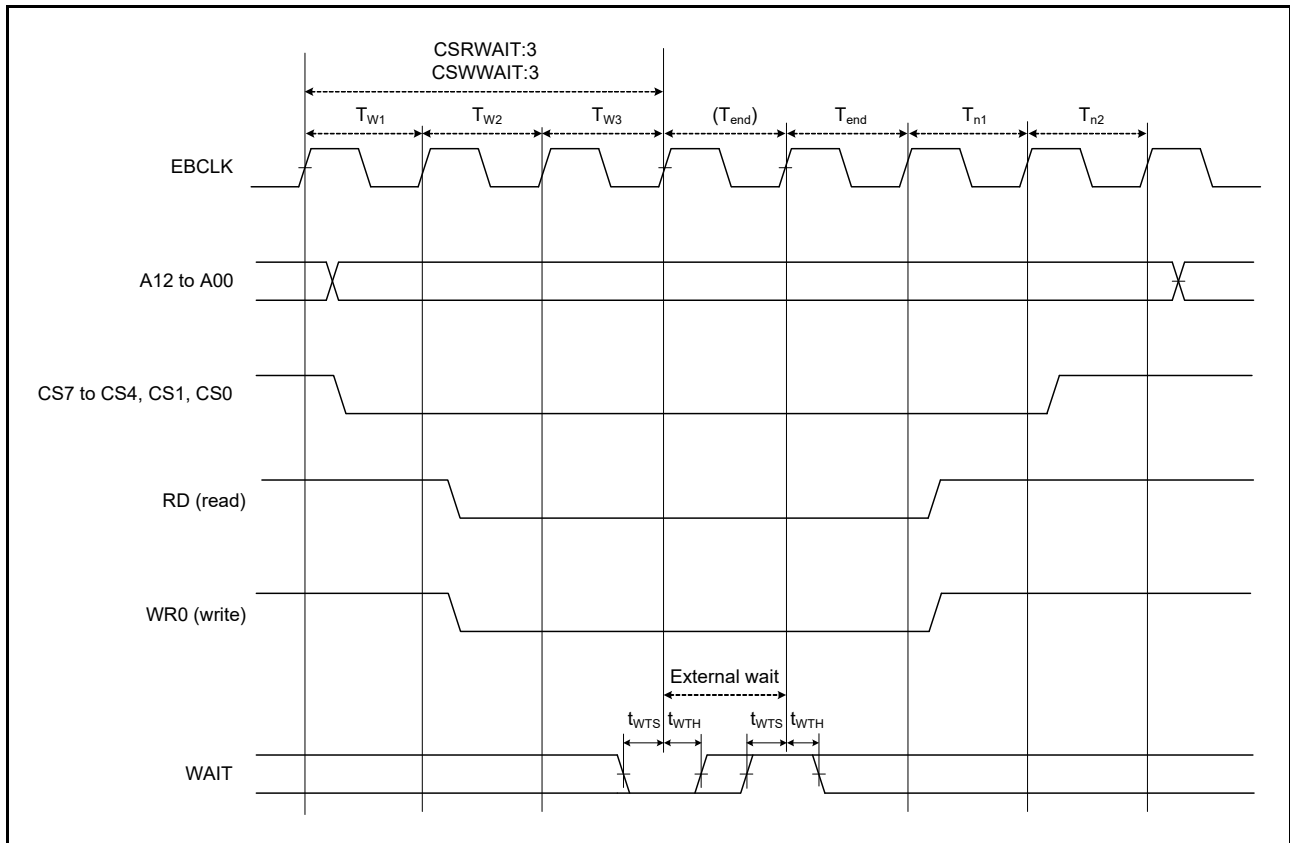 CSRWAIT:3
CSWWAIT:3
TW1 TW2 TW3 (Tend) Tend Tn1 Tn2
EBCLK
A12 to A00
CS7 to CS4, CS1, CS0
RD (read)
WR0 (write)
External wait
tWTS tWTH tWTS tWTH
WAIT